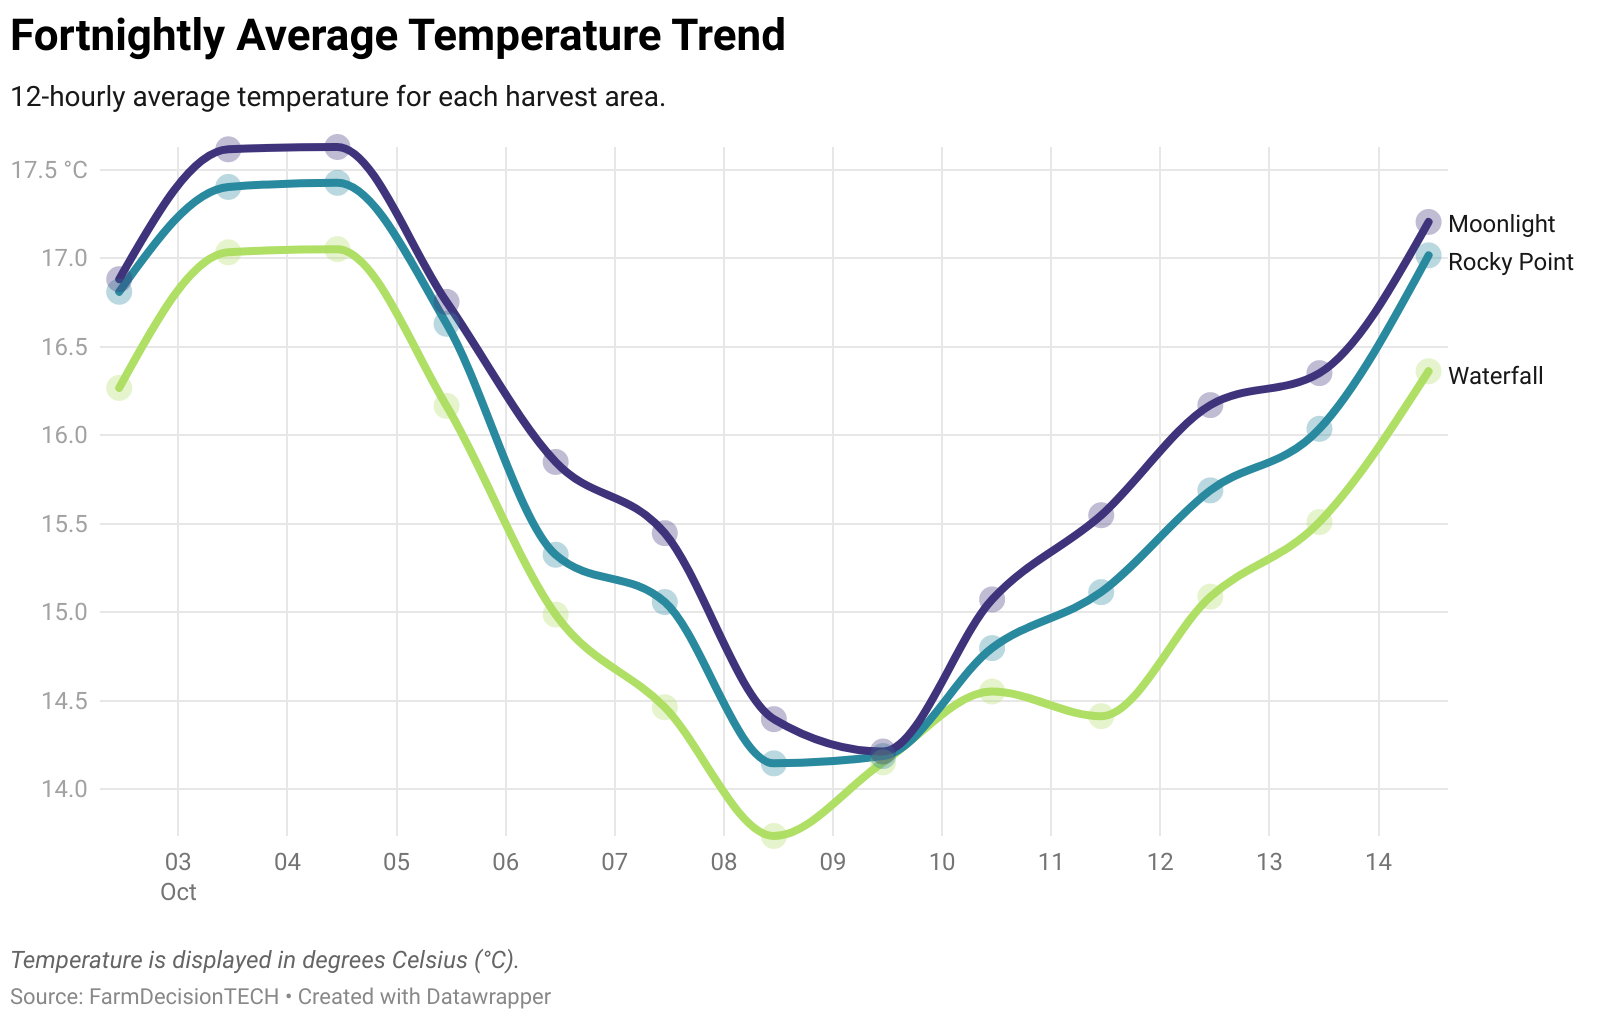 Fortnightly Average Temperature Trend
12-hourly average temperature for each harvest area.
17.5 °C
17.0
16.5
16.0
15.5
15.0
14.5
14.0
Moonlight
Rocky Point
Waterfall
03 04 05 06 07 08 09 10 11 12 13 14
Oct
Temperature is displayed in degrees Celsius (°C).
Source: FarmDecisionTECH • Created with Datawrapper